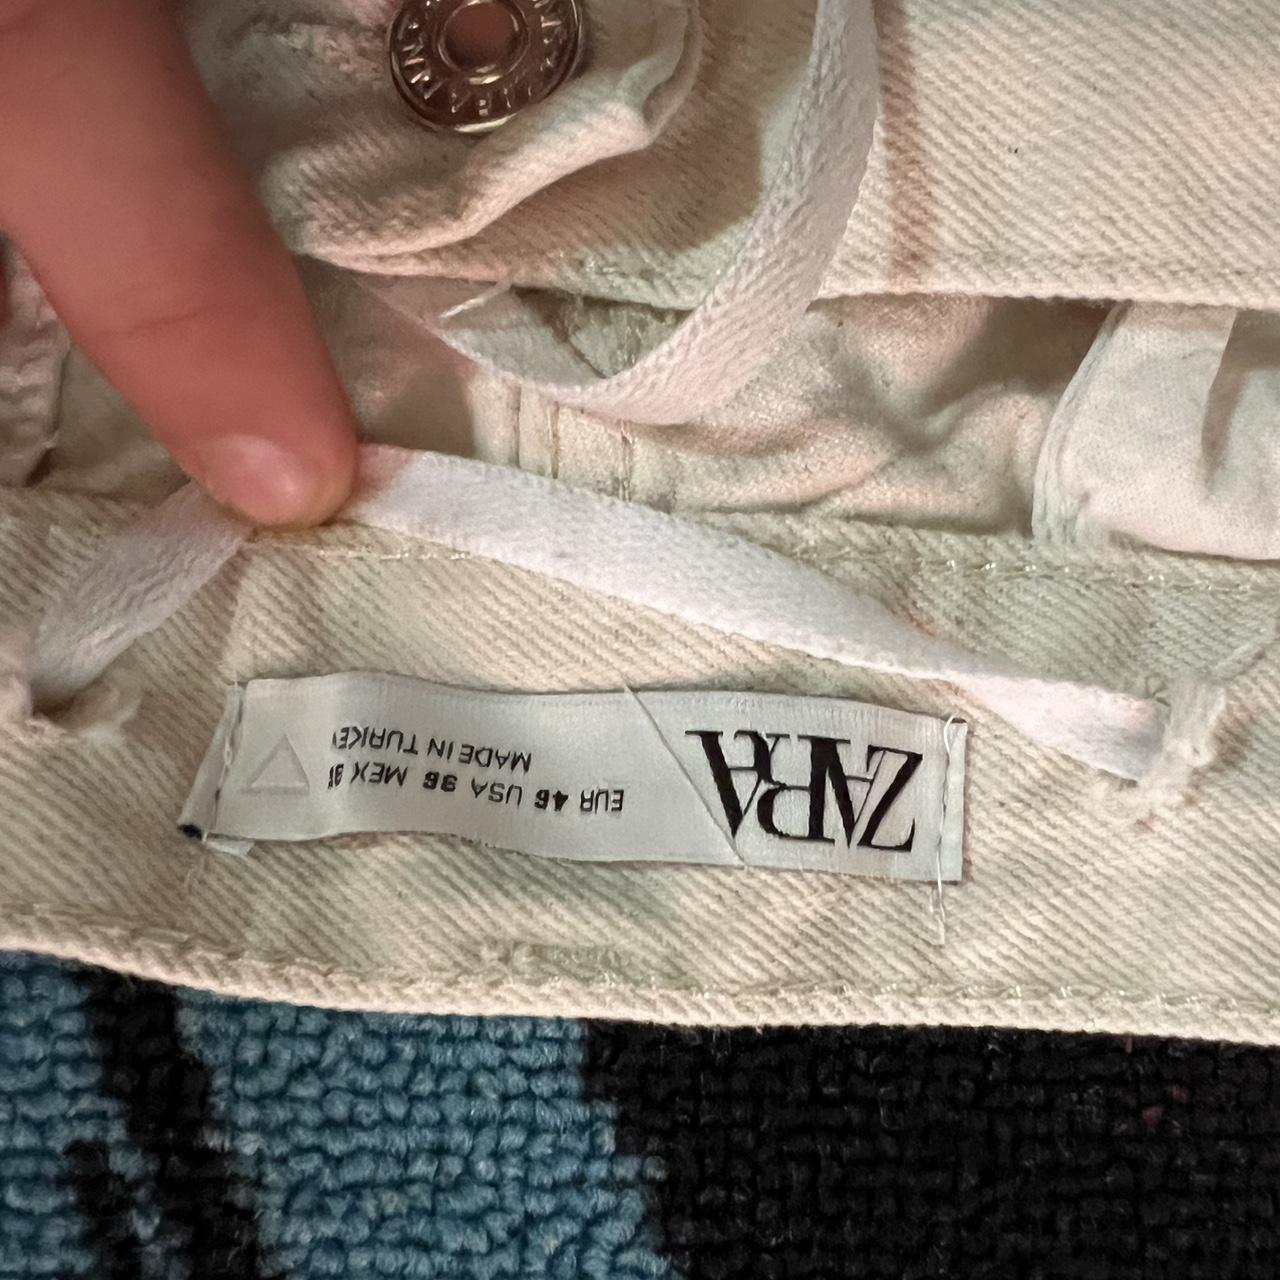 ZARA
EUR 46 USA 36 MEX
MADE IN TURKEY